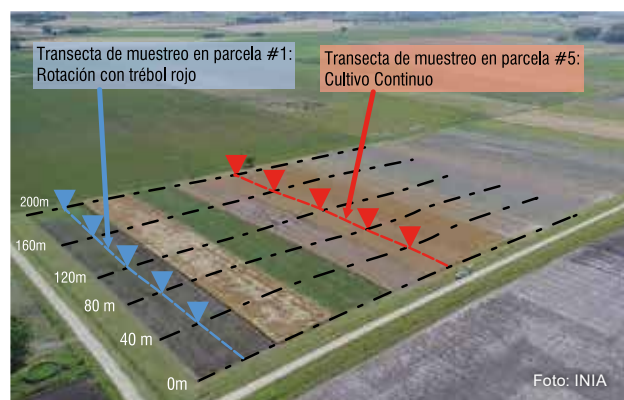 Transecta de muestreo en parcela #1:
Rotación con trébol rojo
Transecta de muestreo en parcela #5:
Cultivo Continuo
200m
160m
120m
80 m
40 m
0m
Foto: INIA